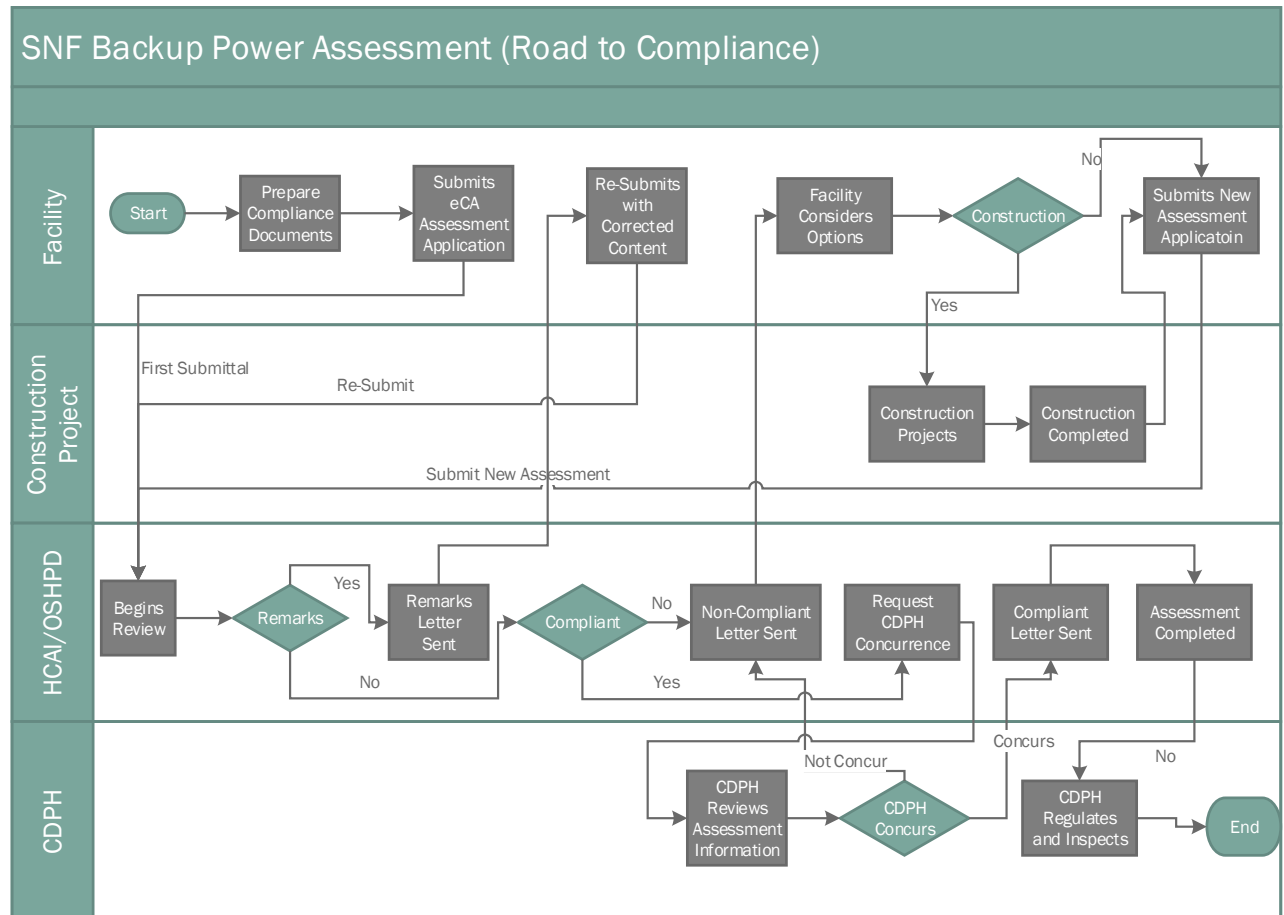 SNF Backup Power Assessment (Road to Compliance)
Facility
Start
Prepare
Compliance
Documents
Submits
eCA
Assessment
Application
Re-Submits
with
Corrected
Content
Facility
Considers
Options
Construction
No
Submits New
Assessment
Applicatoin
Yes
Construction
Project
First Submittal
Re-Submit
Construction
Projects
Construction
Completed
Submit New Assessment
HCAI/OSHPD
Begins
Review
Remarks
Yes
No
Remarks
Letter
Sent
Compliant
No
Yes
Non-Compliant
Letter Sent
Request
CDPH
Concurrence
Compliant
Letter Sent
Assessment
Completed
CDPH
Not Concur
Concurs
No
CDPH
Reviews
Assessment
Information
CDPH
Concurs
CDPH
Regulates
and Inspects
End